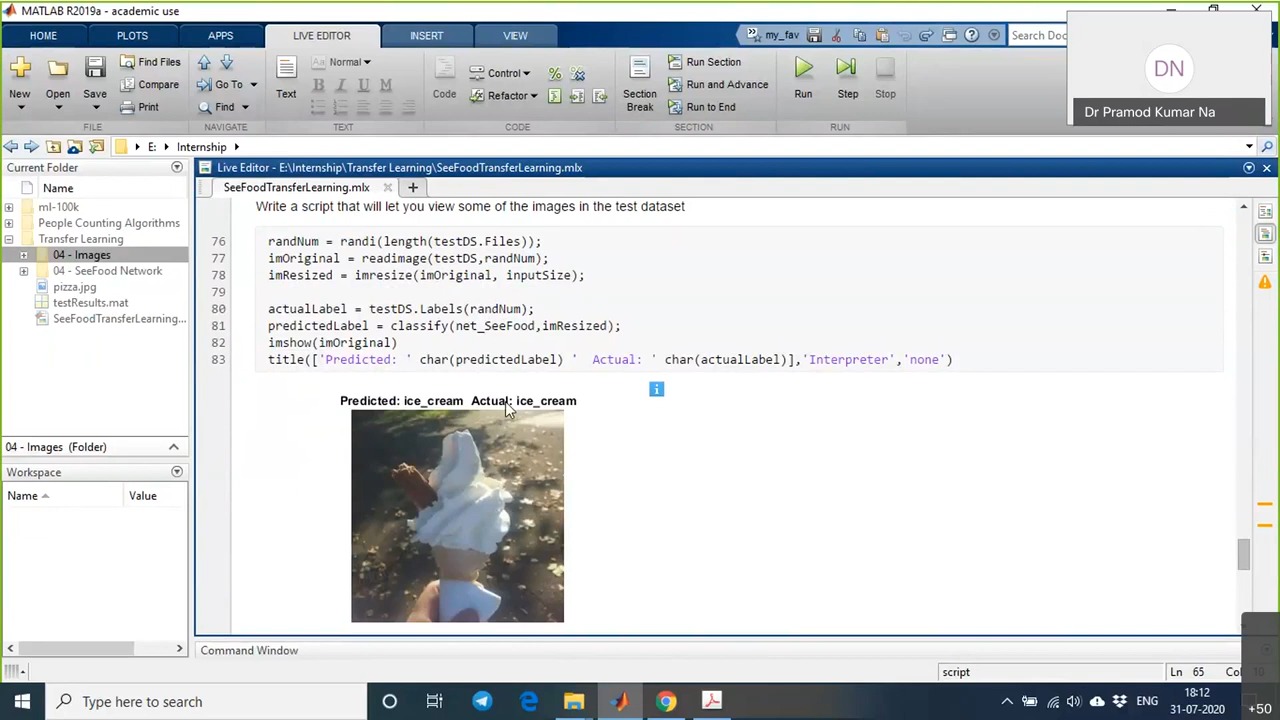 MATLAB R2019a - academic use
HOME PLOTS APPS LIVE EDITOR INSERT VIEW my_fav Search Doc
New Open Save Find Files Compare Print
FILE
Go To Find
NAVIGATE
Text Aa Normal B I U M
TEXT
Code Control Refactor
CODE
Section Break Run Section Run and Advance Run to End
SECTION
Run Step Stop
RUN
DN
Dr Pramod Kumar Na
E: Internship
Current Folder
Name
ml-100k
People Counting Algorithms
Transfer Learning
04 - Images
04 - SeeFood Network
pizza.jpg
testResults.mat
SeeFoodTransferLearning...
04 - Images (Folder)
Workspace
Name Value
Live Editor - E:\Internship\Transfer Learning\SeeFoodTransferLearning.mlx
SeeFoodTransferLearning.mlx
Write a script that will let you view some of the images in the test dataset
76 randNum = randi(length(testDS.Files));
77 imOriginal = readimage(testDS,randNum);
78 imResized = imresize(imOriginal, inputSize);
79
80 actualLabel = testDS.Labels(randNum);
81 predictedLabel = classify(net_SeeFood,imResized);
82 imshow(imOriginal)
83 title(['Predicted: ' char(predictedLabel) '  Actual: ' char(actualLabel)],'Interpreter','none')
Predicted: ice_cream Actual: ice_cream
Command Window
script Ln 65
Type here to search
ENG
18:12
31-07-2020
+50